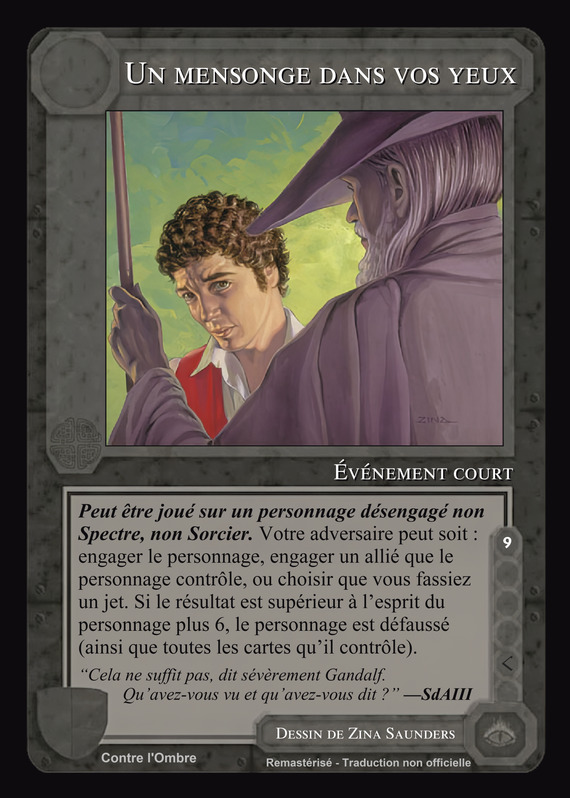 Un mensonge dans vos yeux
ZINA
Événement court
Peut être joué sur un personnage désengagé non
Spectre, non Sorcier. Votre adversaire peut soit :
engager le personnage, engager un allié que le
personnage contrôle, ou choisir que vous fassiez
un jet. Si le résultat est supérieur à l’esprit du
personnage plus 6, le personnage est défaussé
(ainsi que toutes les cartes qu’il contrôle).
9
“Cela ne suffit pas, dit sévèrement Gandalf.
Qu’avez-vous vu et qu’avez-vous dit ?” —SdAIII
Dessin de Zina Saunders
Contre l'Ombre
Remastérisé - Traduction non officielle